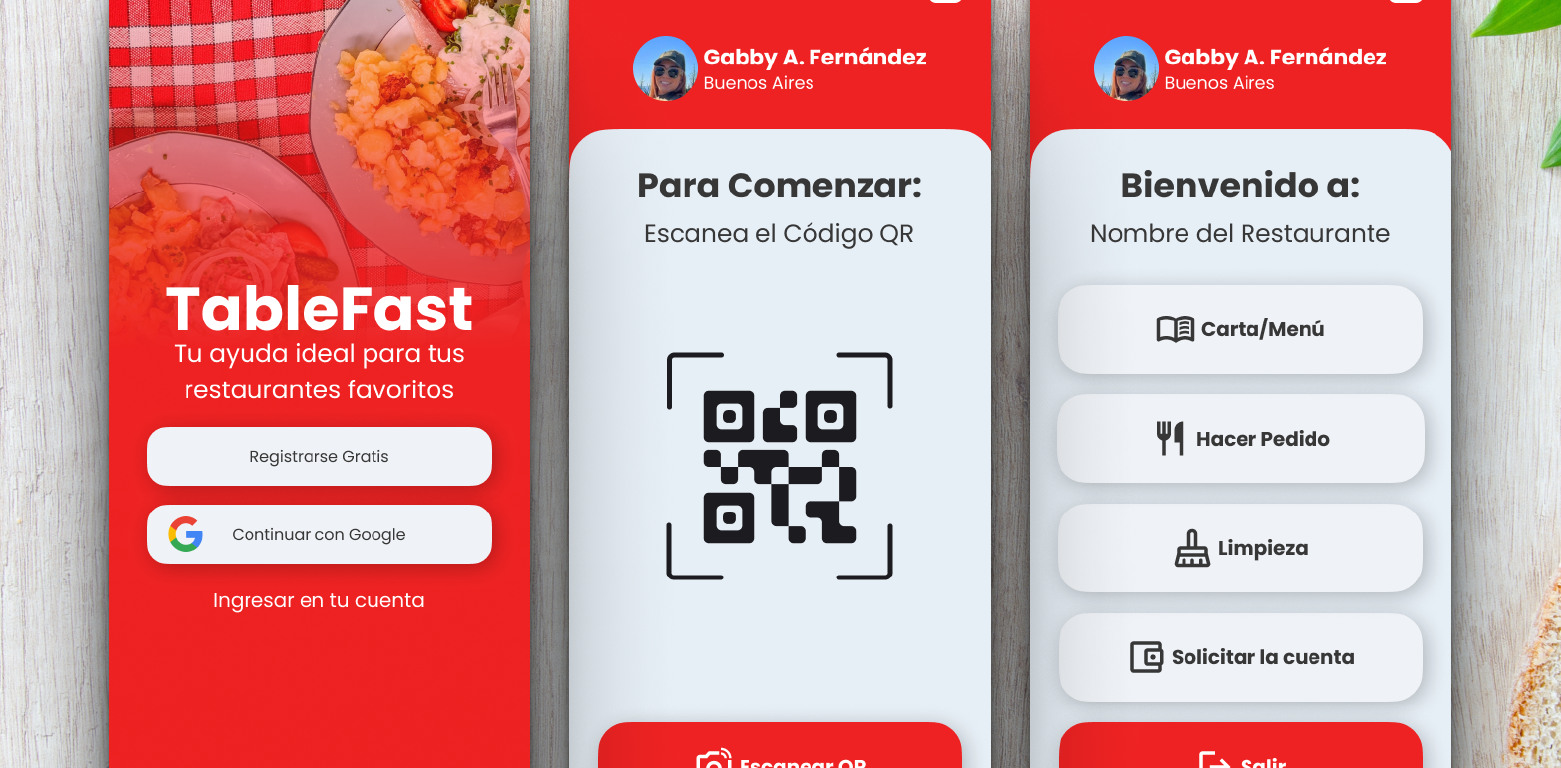 TableFast
Tu ayuda ideal para tus
restaurantes favoritos
Registrarse Gratis
Continuar con Google
Ingresar en tu cuenta
Gabby A. Fernández
Buenos Aires
Para Comenzar:
Escanea el Código QR
Escanear QR
Gabby A. Fernández
Buenos Aires
Bienvenido a:
Nombre del Restaurante
Carta/Menú
Hacer Pedido
Limpieza
Solicitar la cuenta
Salir